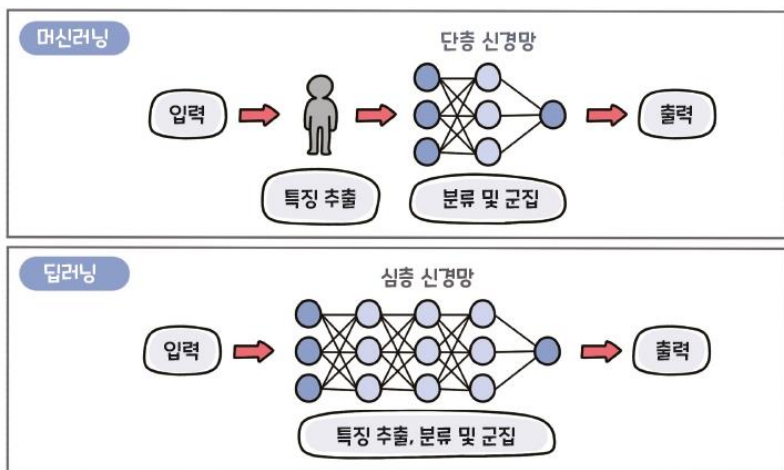 머신러닝
단층 신경망
입력
출력
특징 추출
분류 및 군집
딥러닝
심층 신경망
입력
출력
특징 추출, 분류 및 군집